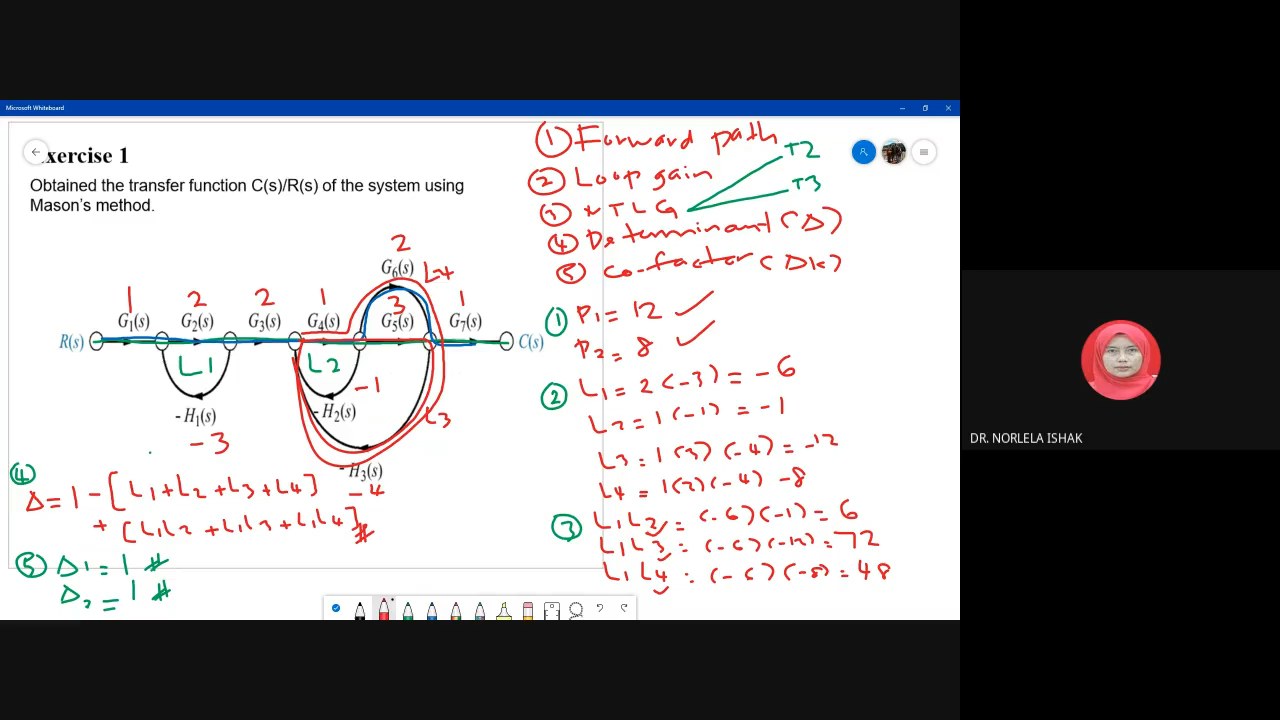 Microsoft Whiteboard
xercise 1
Obtained the transfer function C(s)/R(s) of the system using
Mason's method.
2
G6(s)
L4
1 2 2 1 3 1
G1(s) G2(s) G3(s) G4(s) G5(s) G7(s)
R(s) C(s)
L1 L2
-1
- H1(s) - H2(s) L3
-3
- H3(s)
-4
④ Δ = 1 - [L1+L2+L3+L4]
+ [L1L2 + L1L3 + L1L4] #
⑤ Δ1 = 1 #
Δ2 = 1 #
① Forward path
② Loop gain
③ NTLG T2
T3
④ Determinant (Δ)
⑤ Co-factor (ΔK)
① P1 = 12 ✓
P2 = 8 ✓
② L1 = 2(-3) = -6
L2 = 1(-1) = -1
L3 = 1(3)(-4) = -12
L4 = 1(2)(-4) -8
③ L1L2 = (-6)(-1) = 6
L1L3 = (-6)(-12) = 72
L1L4 = (-6)(-8) = 48
DR. NORLELA ISHAK